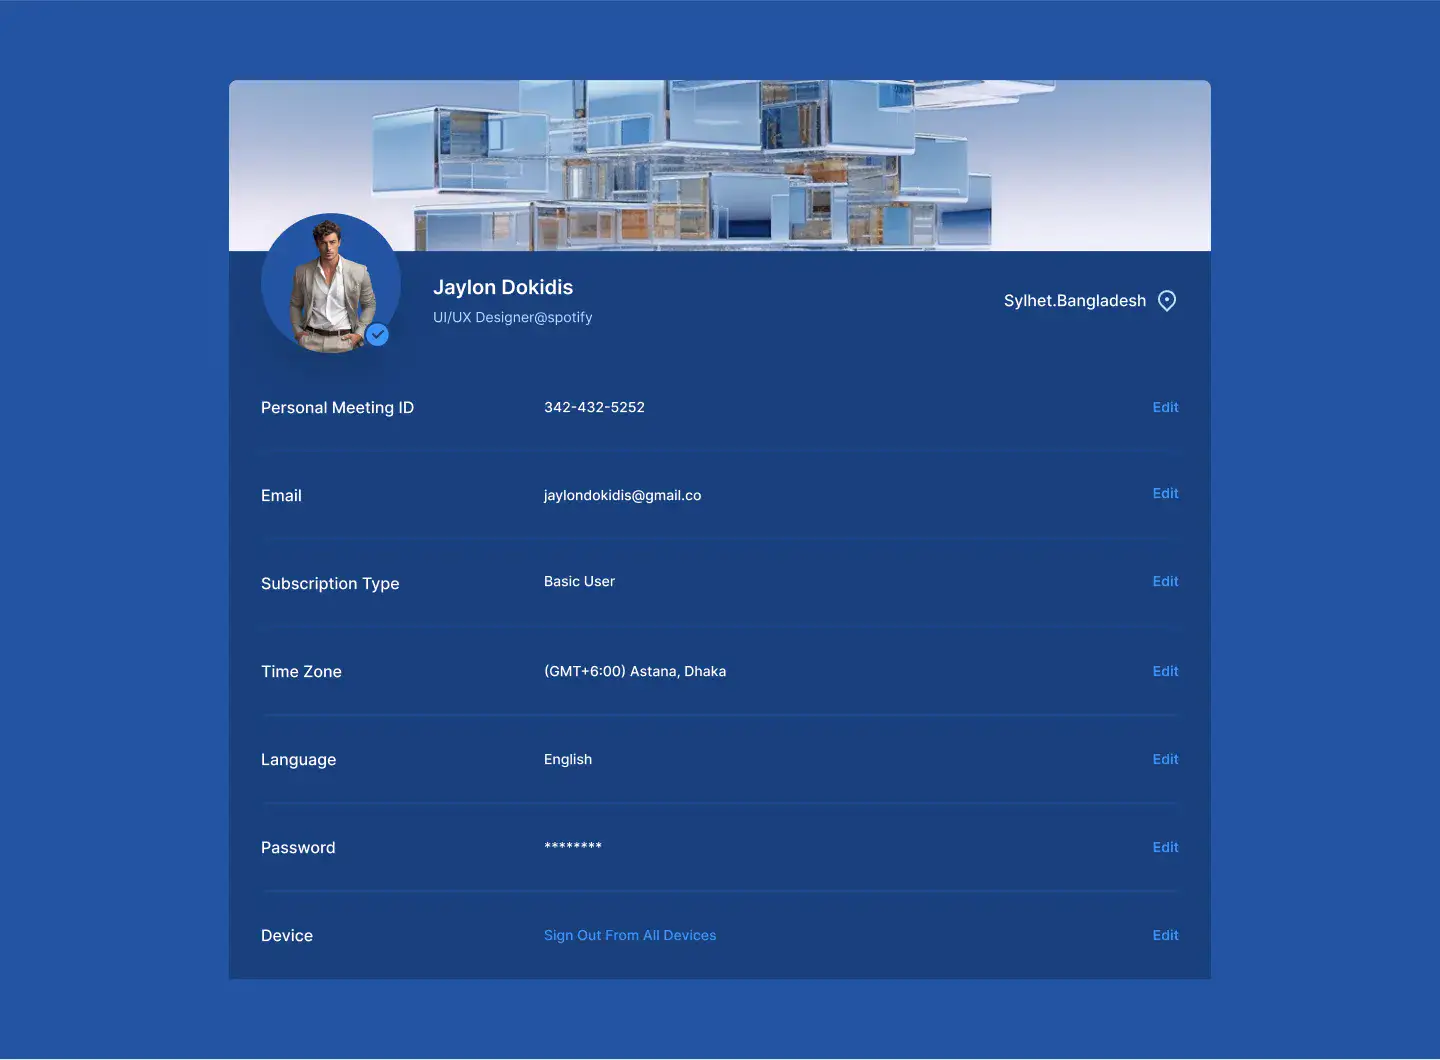 Jaylon Dokidis
UI/UX Designer@spotify
Sylhet.Bangladesh
Personal Meeting ID 342-432-5252 Edit
Email jaylondokidis@gmail.co Edit
Subscription Type Basic User Edit
Time Zone (GMT+6:00) Astana, Dhaka Edit
Language English Edit
Password ******** Edit
Device Sign Out From All Devices Edit